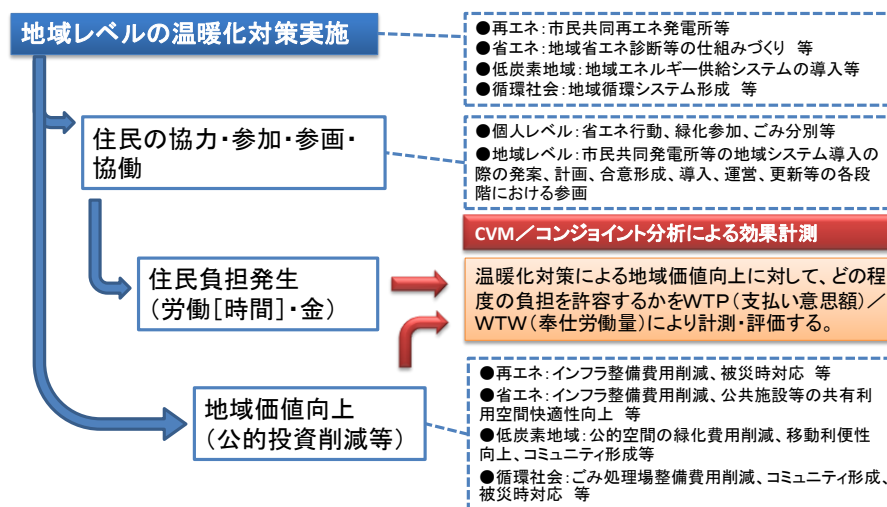 地域レベルの温暖化対策実施
●再エネ：市民共同再エネ発電所等
●省エネ：地域省エネ診断等の仕組みづくり 等
●低炭素地域：地域エネルギー供給システムの導入等
●循環社会：地域循環システム形成 等
住民の協力・参加・参画・
協働
●個人レベル：省エネ行動、緑化参加、ごみ分別等
●地域レベル：市民共同発電所等の地域システム導入の
際の発案、計画、合意形成、導入、運営、更新等の各段
階における参画
CVM／コンジョイント分析による効果計測
住民負担発生
（労働［時間］・金）
温暖化対策による地域価値向上に対して、どの程
度の負担を許容するかをWTP（支払い意思額）／
WTW（奉仕労働量）により計測・評価する。
地域価値向上
（公的投資削減等）
●再エネ：インフラ整備費用削減、被災時対応 等
●省エネ：インフラ整備費用削減、公共施設等の共有利
用空間快適性向上 等
●低炭素地域：公的空間の緑化費用削減、移動利便性
向上、コミュニティ形成等
●循環社会：ごみ処理場整備費用削減、コミュニティ形成、
被災時対応 等